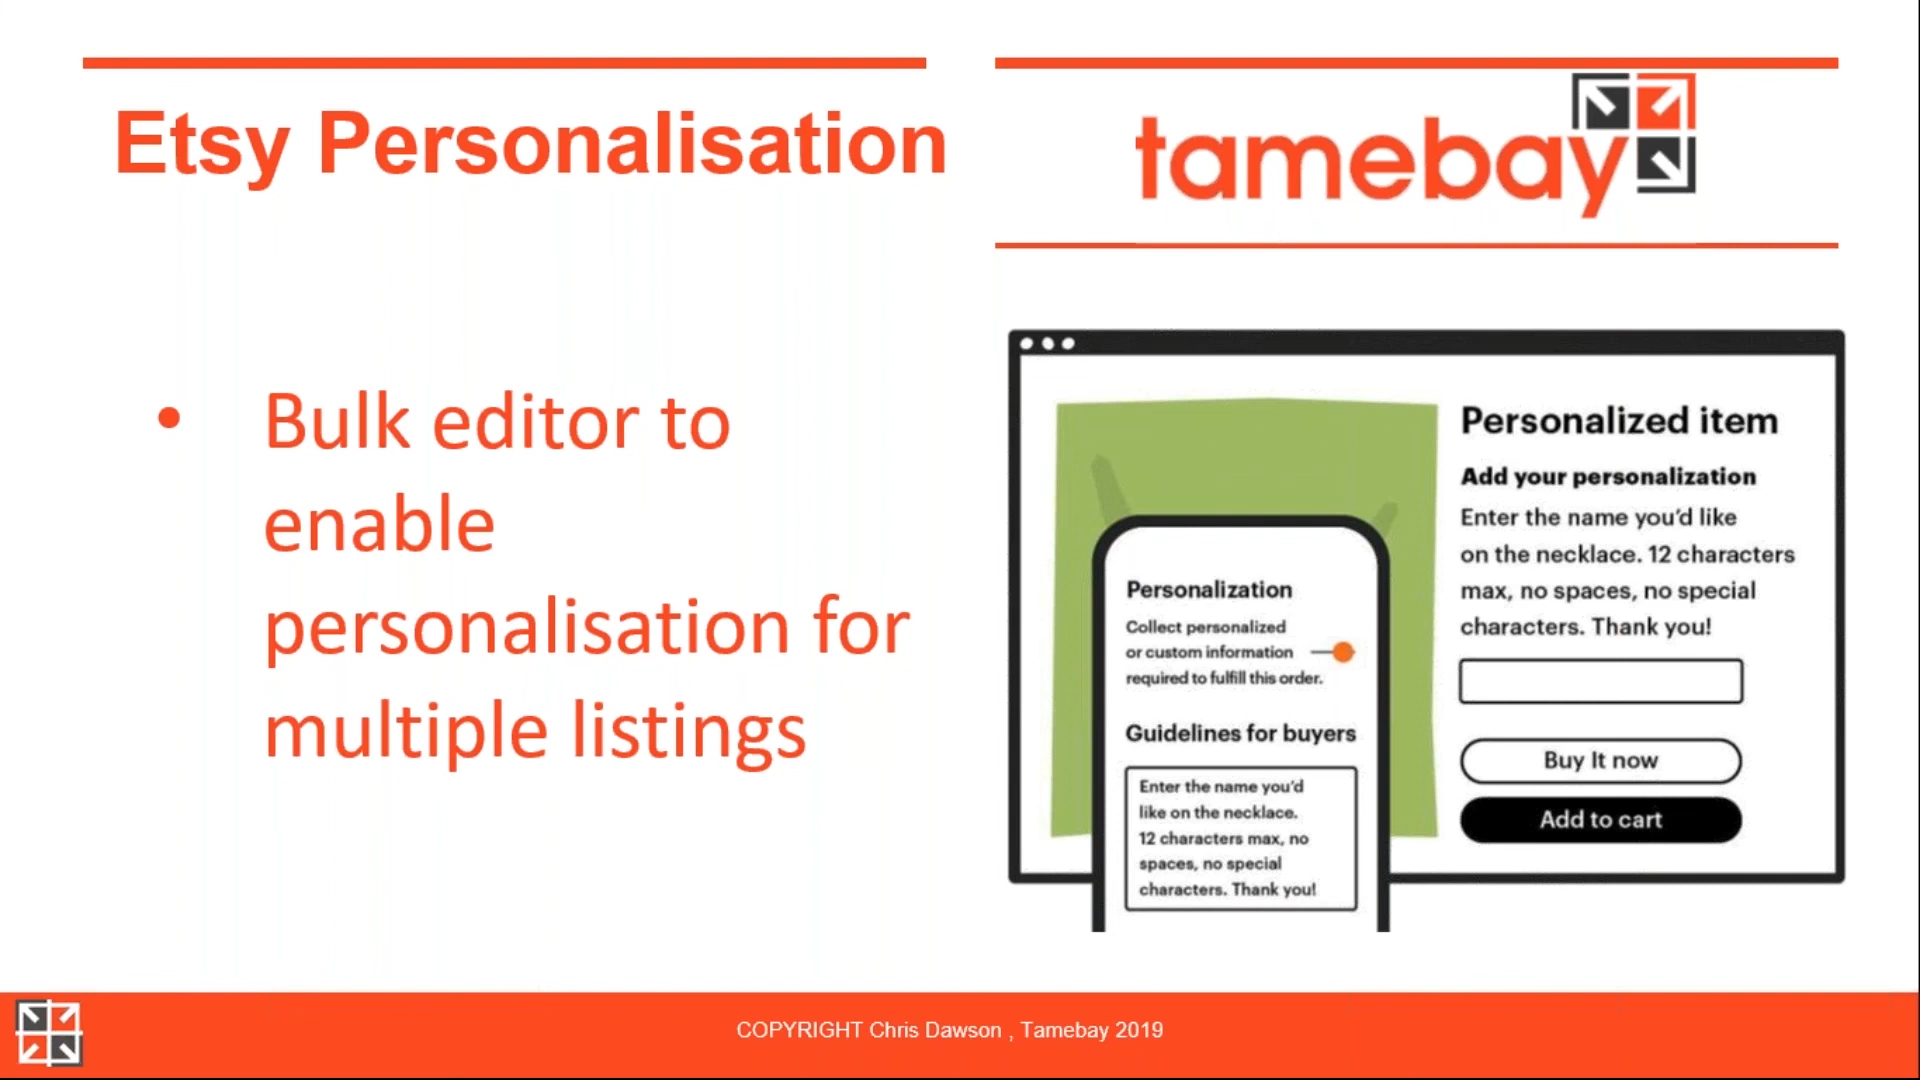 Etsy Personalisation
tamebay
• Bulk editor to
enable
personalisation for
multiple listings
Personalized item
Add your personalization
Enter the name you'd like
on the necklace. 12 characters
max, no spaces, no special
characters. Thank you!
Buy It now
Add to cart
Personalization
Collect personalized
or custom information
required to fulfill this order.
Guidelines for buyers
Enter the name you'd
like on the necklace.
12 characters max, no
spaces, no special
characters. Thank you!
COPYRIGHT Chris Dawson , Tamebay 2019